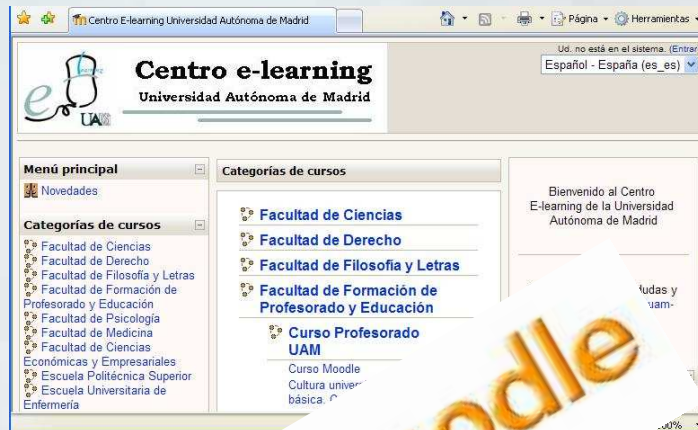 Centro E-learning Universidad Autónoma de Madrid
Página
Herramientas
Ud. no está en el sistema. (Entrar
Español - España (es_es)
e UAM
Centro e-learning
Universidad Autónoma de Madrid
Menú principal
Novedades
Categorías de cursos
Facultad de Ciencias
Facultad de Derecho
Facultad de Filosofía y Letras
Facultad de Formación de
Profesorado y Educación
Facultad de Psicología
Facultad de Medicina
Facultad de Ciencias
Económicas y Empresariales
Escuela Politécnica Superior
Escuela Universitaria de
Enfermería
Categorías de cursos
Facultad de Ciencias
Facultad de Derecho
Facultad de Filosofía y Letras
Facultad de Formación de
Profesorado y Educación
Curso Profesorado
UAM
Curso Moodle
Cultura
básica.
Bienvenido al Centro
E-learning de la Universidad
Autónoma de Madrid
y